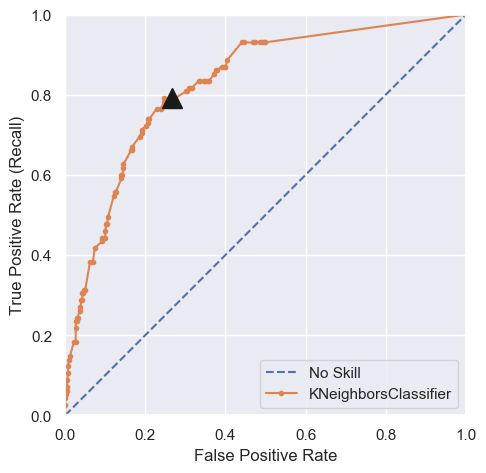 1.0
0.8
0.6
0.4
0.2
0.0
True Positive Rate (Recall)
No Skill
KNeighborsClassifier
0.0 0.2 0.4 0.6 0.8 1.0
False Positive Rate